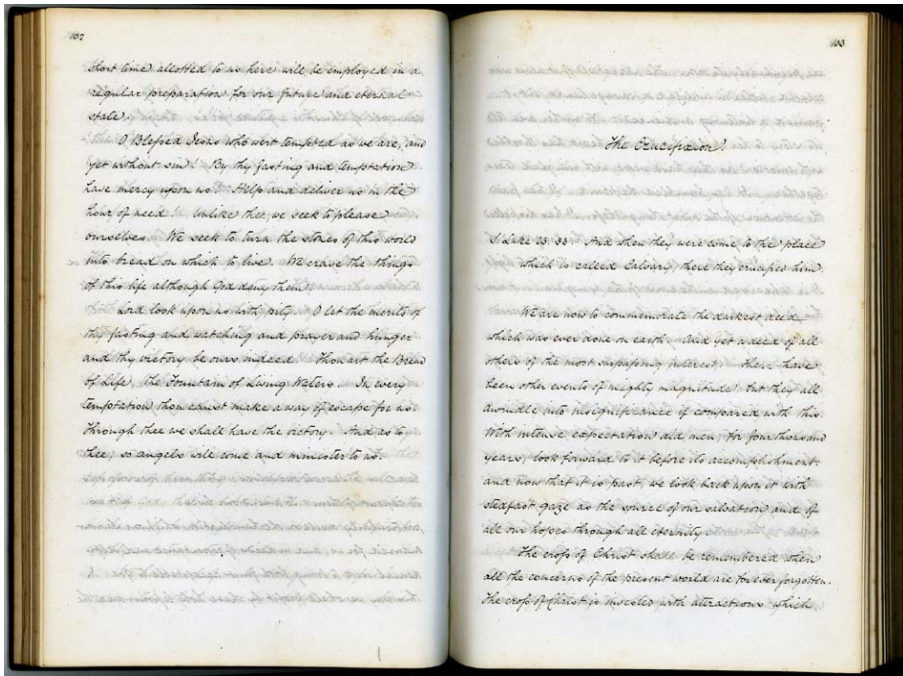 102
short time allotted to us here will be employed in a
regular preparation for our future and eternal
state.
O Blessed Jesus who wert tempted as we are, and
yet without sin! By thy fasting and temptation
have mercy upon us! Help and deliver us in the
hour of need! Unlike thee, we seek to please
ourselves. We seek to turn the stones of this world
into bread on which to live. We crave the things
of this life although God deny them.
Lord look upon us with pity. O let the merits of
thy fasting and watching and prayer and hunger
and thy victory be ours indeed. Thou art the Bread
of Life, the Fountain of Living Waters. In every
temptation thou canst make a way of escape for us.
Through thee we shall have the victory. And as to
thee, so angels will come and minister to us.
103
The Crucifixion!
St Luke 23. 33. And when they were come to the place
which is called Calvary, there they crucified him.
We are now to commemorate the darkest deed
which was ever done on earth. And yet a deed of all
others of the most surpassing interest. There have
been other events of mighty magnitude, but they all
dwindle into insignificance if compared with this.
With intense expectation did men, for four thousand
years, look forward to it before its accomplishment:
and now that it is past, we look back upon it with
steadfast gaze as the source of our salvation and of
all our hopes through all eternity.
The cross of Christ shall be remembered when
all the concerns of the present world are for ever forgotten.
The cross of Christ is invested with attractions which